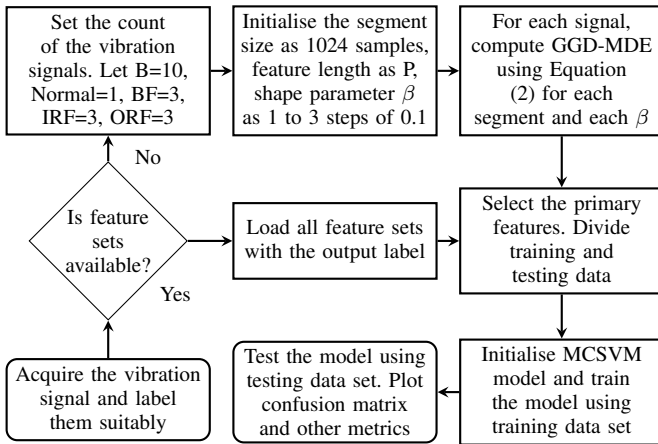 Set the count
of the vibration
signals. Let B=10,
Normal=1, BF=3,
IRF=3, ORF=3
Initialise the segment
size as 1024 samples,
feature length as P,
shape parameter β
as 1 to 3 steps of 0.1
For each signal,
compute GGD-MDE
using Equation
(2) for each
segment and each β
No
Is feature
sets
available?
Yes
Load all feature sets
with the output label
Select the primary
features. Divide
training and
testing data
Acquire the vibration
signal and label
them suitably
Test the model using
testing data set. Plot
confusion matrix
and other metrics
Initialise MCSVM
model and train
the model using
training data set